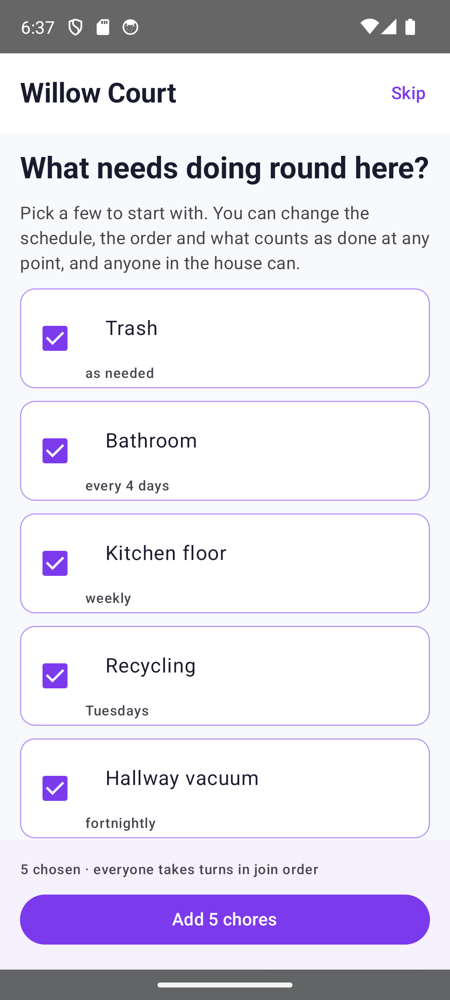 6:37
Willow Court
Skip
What needs doing round here?
Pick a few to start with. You can change the
schedule, the order and what counts as done at any
point, and anyone in the house can.
Trash
as needed
Bathroom
every 4 days
Kitchen floor
weekly
Recycling
Tuesdays
Hallway vacuum
fortnightly
5 chosen · everyone takes turns in join order
Add 5 chores